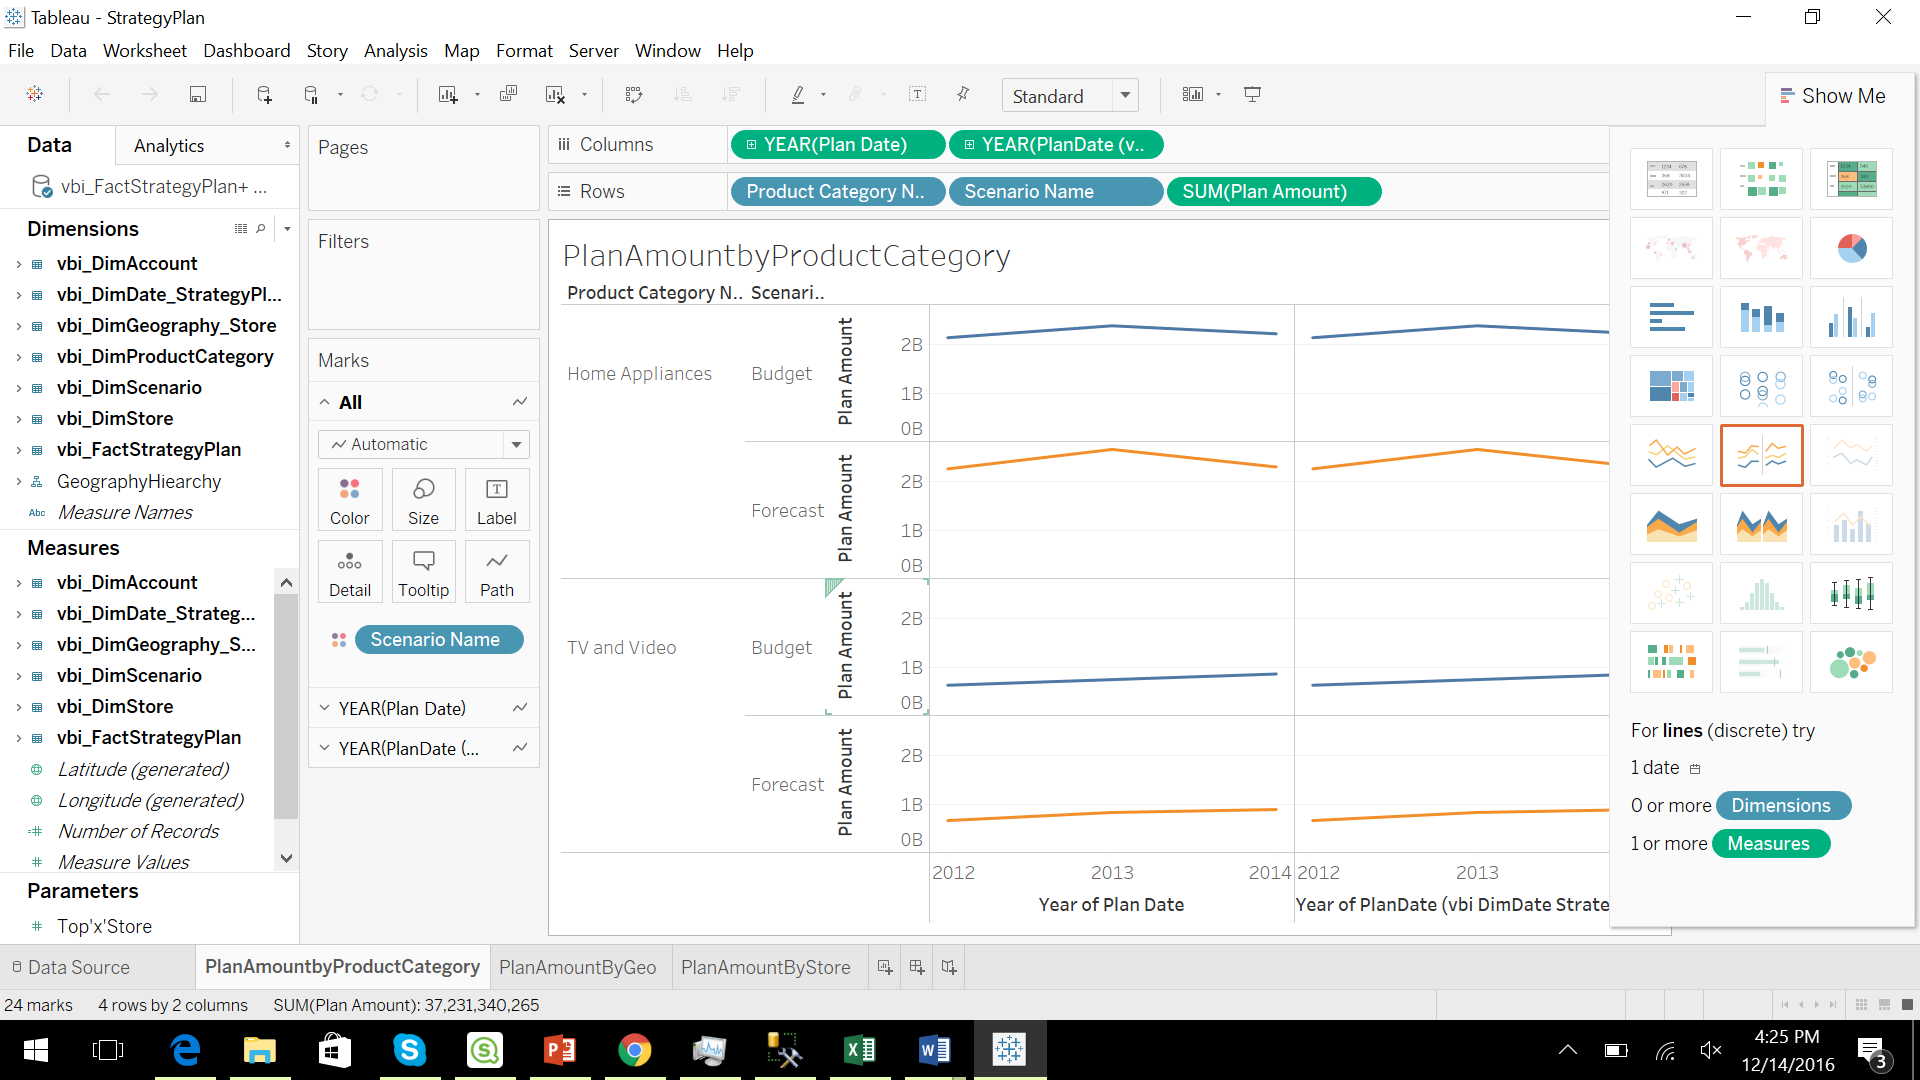 Tableau - StrategyPlan
File Data Worksheet Dashboard Story Analysis Map Format Server Window Help
Standard
Show Me
Data
Analytics
vbi_FactStrategyPlan+ ...
Dimensions
vbi_DimAccount
vbi_DimDate_StrategyPl...
vbi_DimGeography_Store
vbi_DimProductCategory
vbi_DimScenario
vbi_DimStore
vbi_FactStrategyPlan
GeographyHiearchy
Abc Measure Names
Measures
vbi_DimAccount
vbi_DimDate_Strateg...
vbi_DimGeography_S...
vbi_DimScenario
vbi_DimStore
vbi_FactStrategyPlan
Latitude (generated)
Longitude (generated)
Number of Records
Measure Values
Parameters
Top'x'Store
Pages
Filters
Marks
All
Automatic
Color Size Label
Detail Tooltip Path
Scenario Name
YEAR(Plan Date)
YEAR(PlanDate (...
Columns YEAR(Plan Date) YEAR(PlanDate (v..
Rows Product Category N.. Scenario Name SUM(Plan Amount)
PlanAmountbyProductCategory
Product Category N.. Scenari..
Home Appliances Budget Plan Amount 2B 1B 0B
Forecast Plan Amount 2B 1B 0B
TV and Video Budget Plan Amount 2B 1B 0B
Forecast Plan Amount 2B 1B 0B
2012 2013 2014 2012 2013
Year of Plan Date Year of PlanDate (vbi DimDate Strate
For lines (discrete) try
1 date
0 or more Dimensions
1 or more Measures
Data Source PlanAmountbyProductCategory PlanAmountByGeo PlanAmountByStore
24 marks 4 rows by 2 columns SUM(Plan Amount): 37,231,340,265
4:25 PM
12/14/2016
3